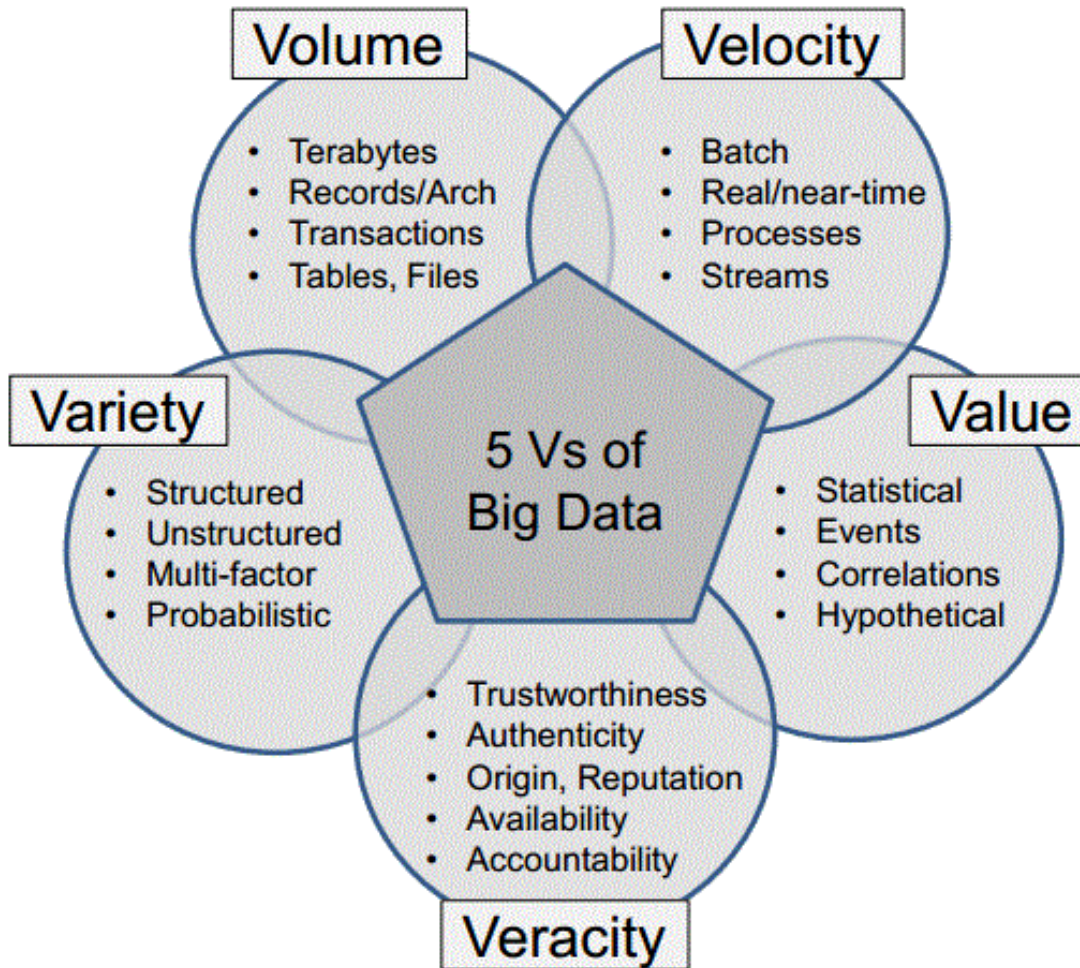 Volume
• Terabytes
• Records/Arch
• Transactions
• Tables, Files
Velocity
• Batch
• Real/near-time
• Processes
• Streams
Variety
• Structured
• Unstructured
• Multi-factor
• Probabilistic
5 Vs of
Big Data
Value
• Statistical
• Events
• Correlations
• Hypothetical
• Trustworthiness
• Authenticity
• Origin, Reputation
• Availability
• Accountability
Veracity